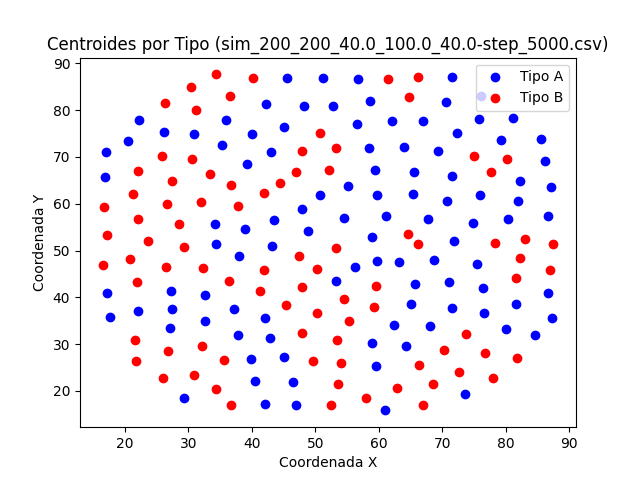 Centroides por Tipo (sim_200_200_40.0_100.0_40.0-step_5000.csv)
Tipo A
Tipo B
Coordenada Y
90
80
70
60
50
40
30
20
20 30 40 50 60 70 80 90
Coordenada X